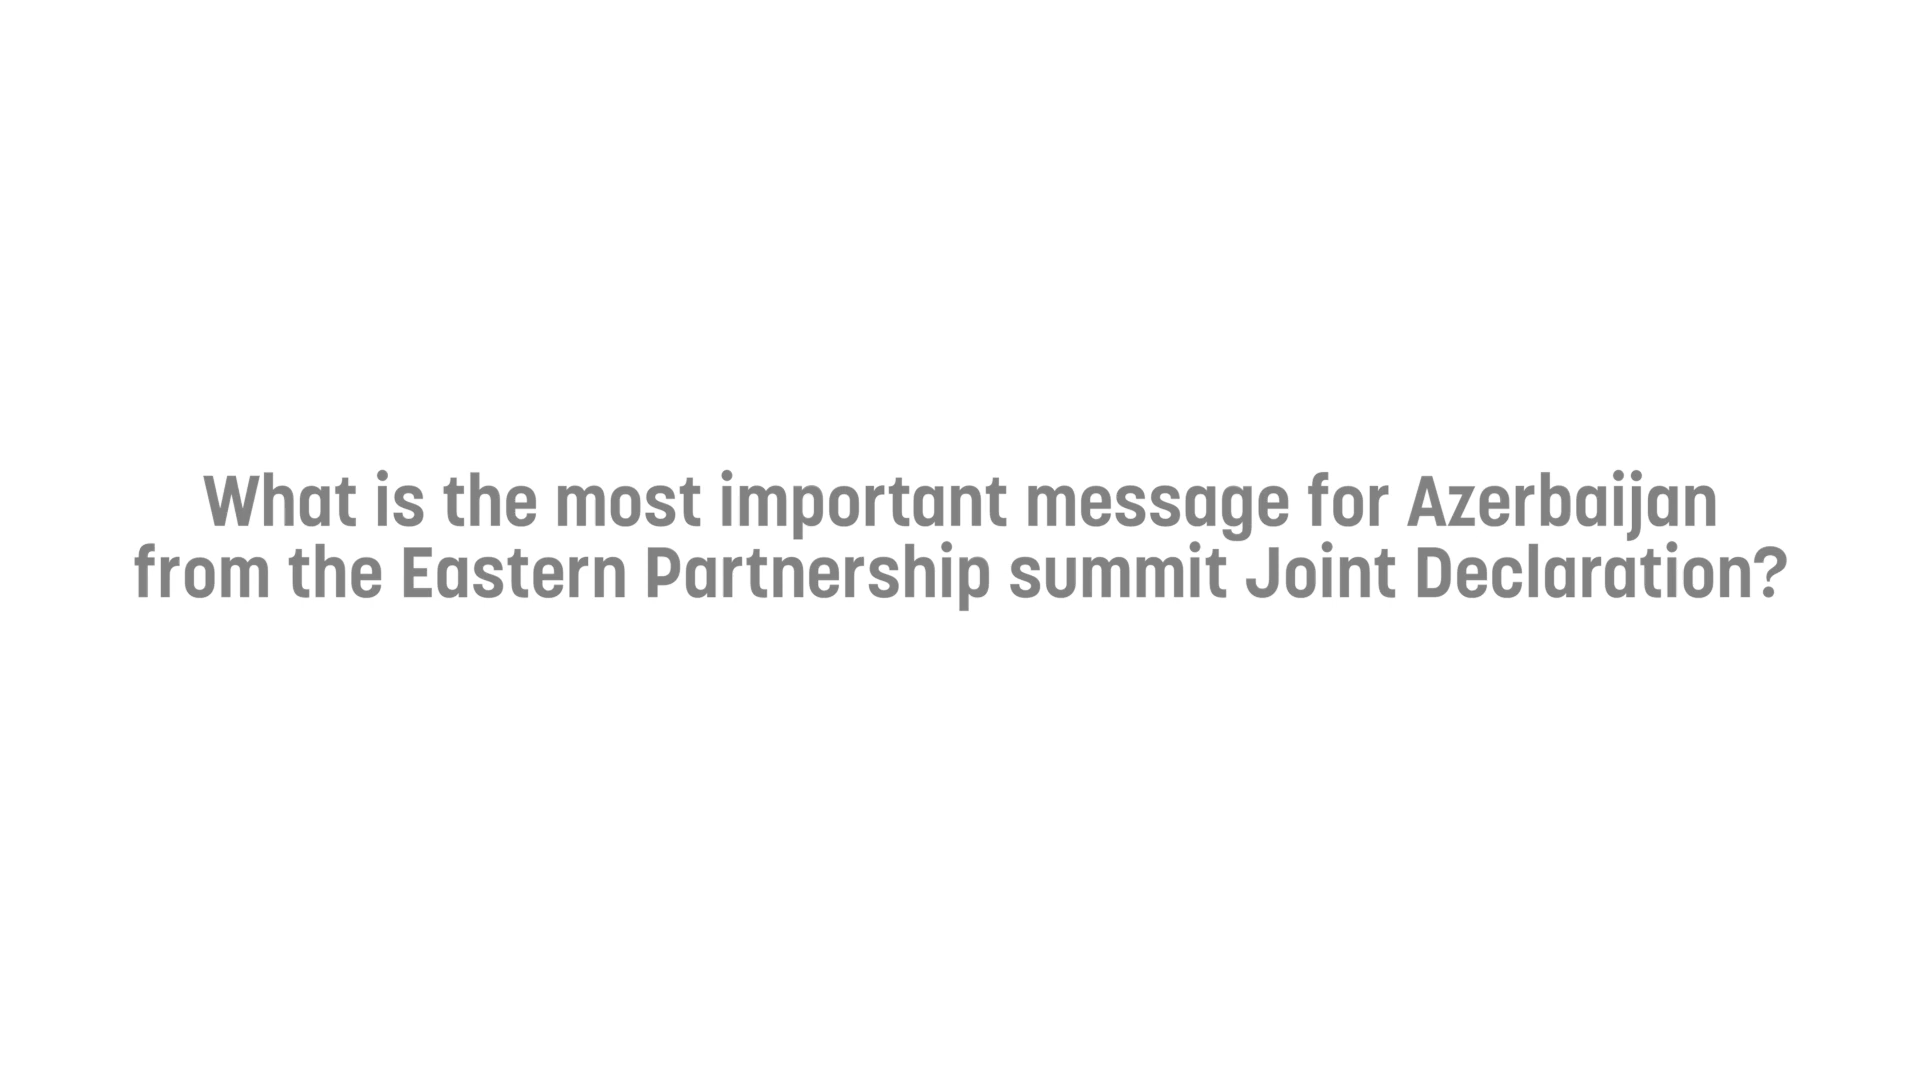 What is the most important message for Azerbaijan
from the Eastern Partnership summit Joint Declaration?